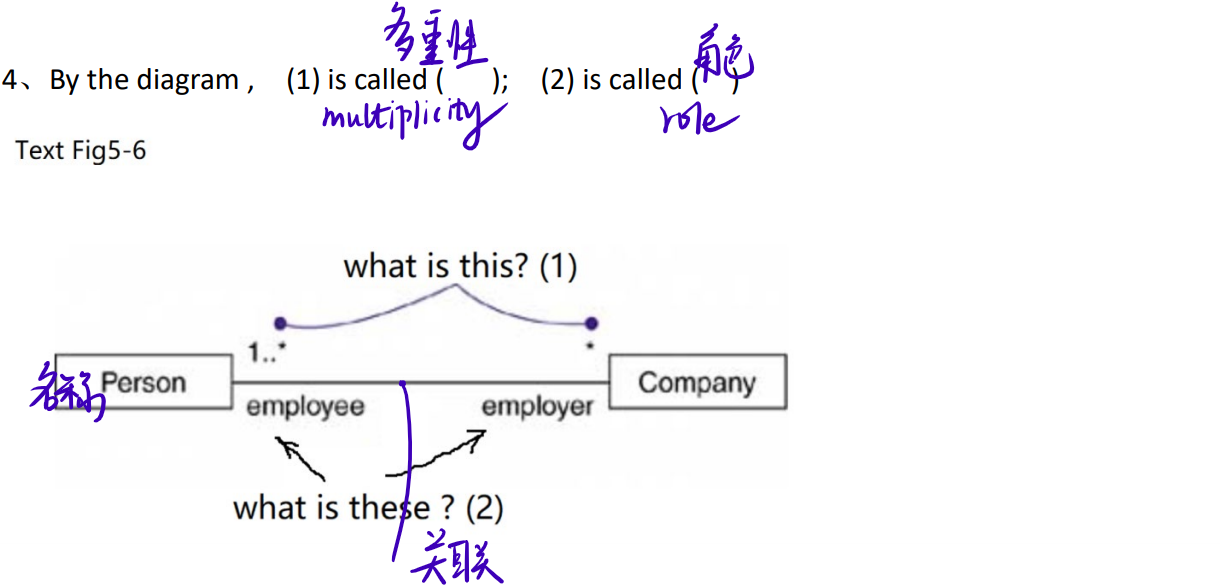 多重性 角色
4、By the diagram , (1) is called ( ); (2) is called ( )
multiplicity role
Text Fig5-6
what is this? (1)
1..* *
名称 Person Company
employee employer
what is these ? (2)
关联